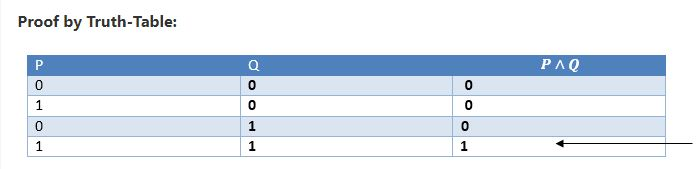 Proof by Truth-Table:
P Q P ∧ Q
0 0 0
1 0 0
0 1 0
1 1 1